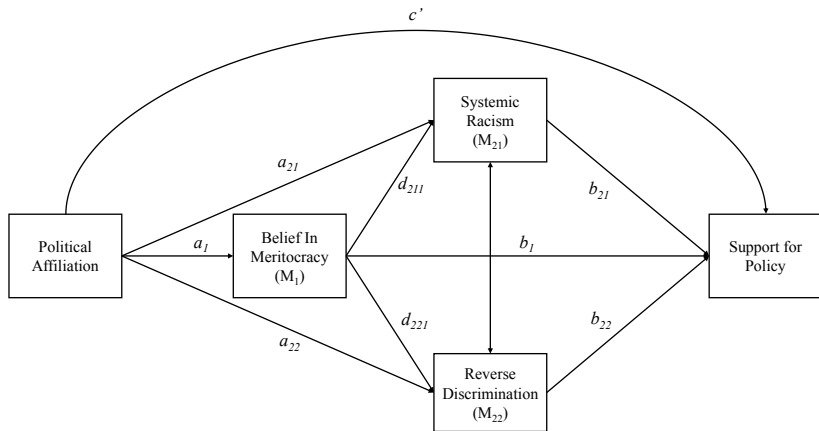 c’
Systemic
Racism
(M₂₁)
a₂₁
d₂₁₁
b₂₁
Political
Affiliation
a₁
Belief In
Meritocracy
(M₁)
b₁
Support for
Policy
d₂₂₁
b₂₂
a₂₂
Reverse
Discrimination
(M₂₂)